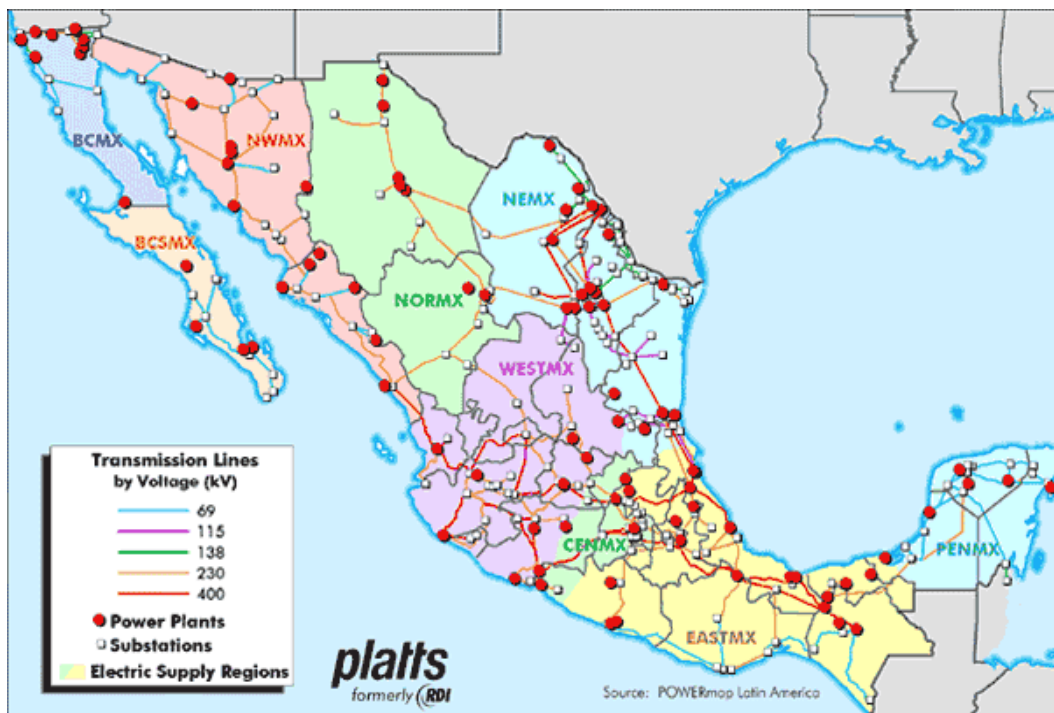 BCMX
NWMX
BCSMX
NEMX
NORMX
WESTMX
CENMX
EASTMX
PENMX
Transmission Lines
by Voltage (kV)
69
115
138
230
400
Power Plants
Substations
Electric Supply Regions
platts
formerly RDI
Source: POWERmap Latin America